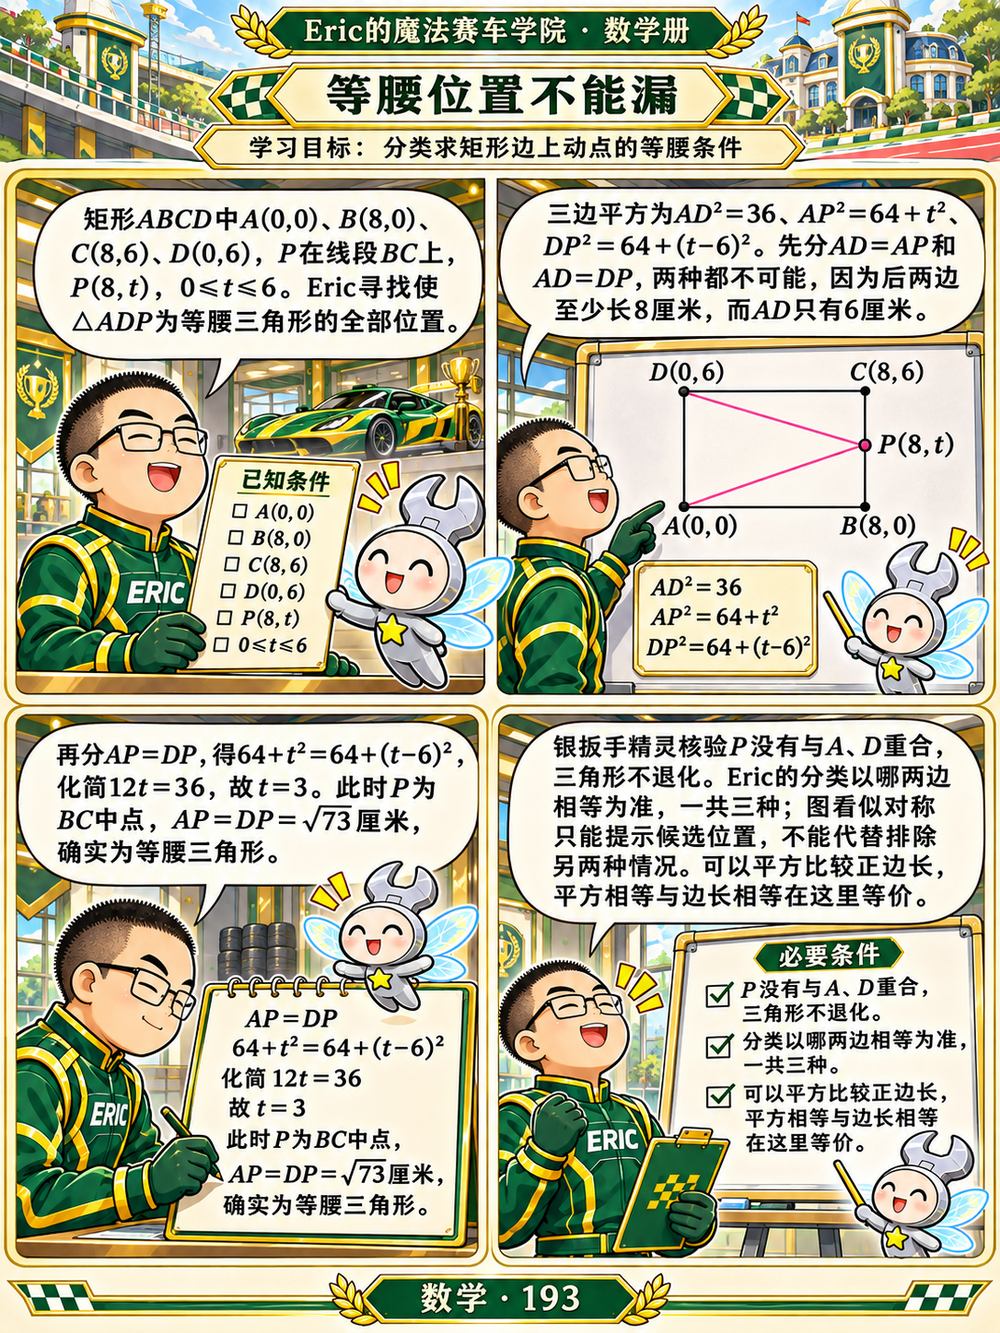 Eric的魔法赛车学院 · 数学册
等腰位置不能漏
学习目标：分类求矩形边上动点的等腰条件
矩形ABCD中A(0,0)、B(8,0)、
C(8,6)、D(0,6)，P在线段BC上，
P(8,t)，0≤t≤6。Eric寻找使
△ADP为等腰三角形的全部位置。
已知条件
□ A(0,0)
□ B(8,0)
□ C(8,6)
□ D(0,6)
□ P(8,t)
□ 0≤t≤6
ERIC
三边平方为AD²=36、AP²=64+t²、
DP²=64+(t−6)²。先分AD=AP和
AD=DP，两种都不可能，因为后两边
至少长8厘米，而AD只有6厘米。
D(0,6)
C(8,6)
P(8,t)
A(0,0)
B(8,0)
AD²=36
AP²=64+t²
DP²=64+(t−6)²
再分AP=DP，得64+t²=64+(t−6)²，
化简12t=36，故t=3。此时P为
BC中点，AP=DP=√73厘米，
确实为等腰三角形。
AP=DP
64+t²=64+(t−6)²
化简 12t=36
故 t=3
此时P为BC中点，
AP=DP=√73厘米，
确实为等腰三角形。
ERIC
银扳手精灵核验P没有与A、D重合，
三角形不退化。Eric的分类以哪两边
相等为准，一共三种；图看似对称
只能提示候选位置，不能代替排除
另两种情况。可以平方比较正边长，
平方相等与边长相等在这里等价。
必要条件
☑ P没有与A、D重合，
三角形不退化。
☑ 分类以哪两边相等为准，
一共三种。
☑ 可以平方比较正边长，
平方相等与边长相等
在这里等价。
ERIC
数学 · 193